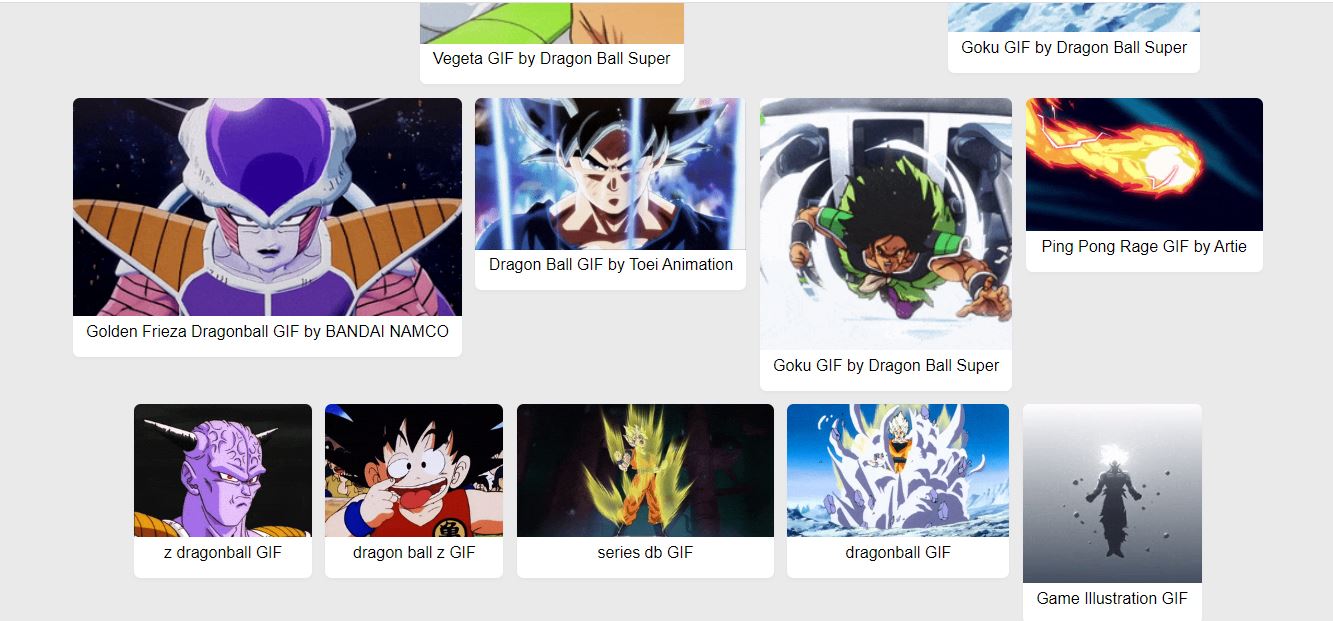 Vegeta GIF by Dragon Ball Super
Goku GIF by Dragon Ball Super
Golden Frieza Dragonball GIF by BANDAI NAMCO
Dragon Ball GIF by Toei Animation
Goku GIF by Dragon Ball Super
Ping Pong Rage GIF by Artie
z dragonball GIF
dragon ball z GIF
亀
series db GIF
dragonball GIF
Game Illustration GIF